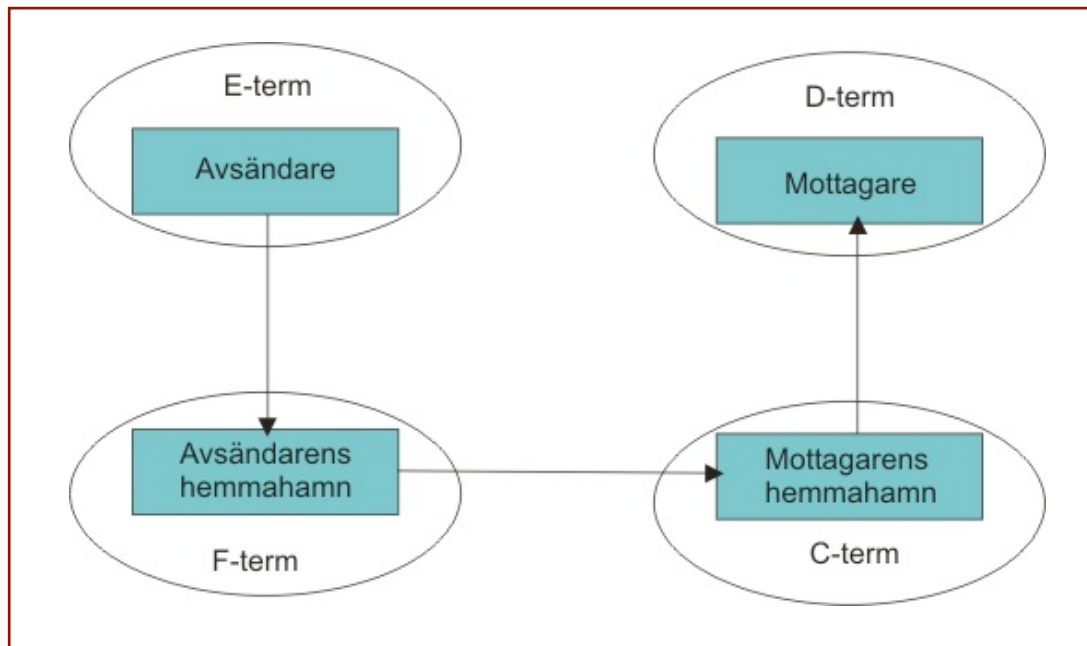 E-term
Avsändare
D-term
Mottagare
Avsändarens
hemmahamn
F-term
Mottagarens
hemmahamn
C-term